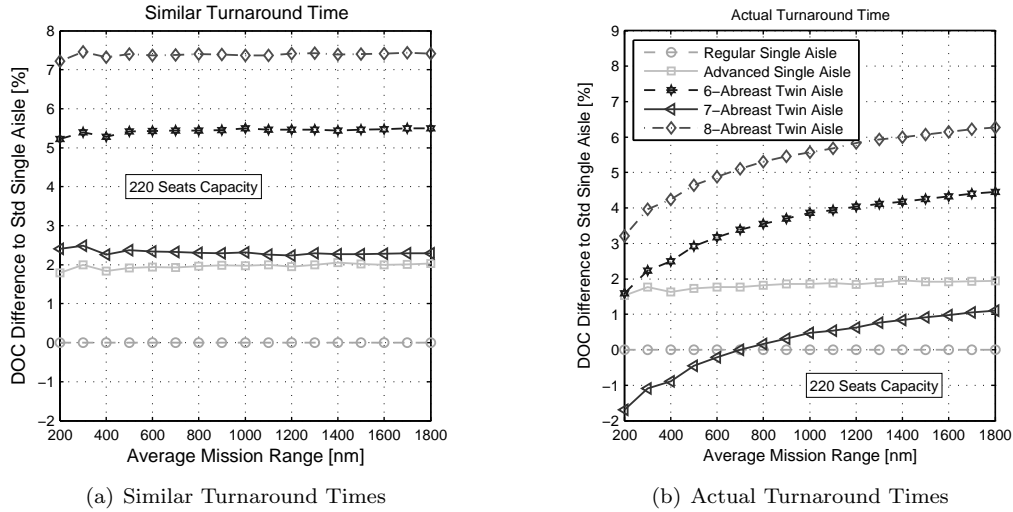 Similar Turnaround Time
8
7
6
5
4
3
2
1
0
−1
−2
DOC Difference to Std Single Aisle [%]
220 Seats Capacity
200 400 600 800 1000 1200 1400 1600 1800
Average Mission Range [nm]
(a) Similar Turnaround Times
Actual Turnaround Time
9
8
7
6
5
4
3
2
1
0
−1
−2
DOC Difference to Std Single Aisle [%]
Regular Single Aisle
Advanced Single Aisle
6−Abreast Twin Aisle
7−Abreast Twin Aisle
8−Abreast Twin Aisle
220 Seats Capacity
200 400 600 800 1000 1200 1400 1600 1800
Average Mission Range [nm]
(b) Actual Turnaround Times